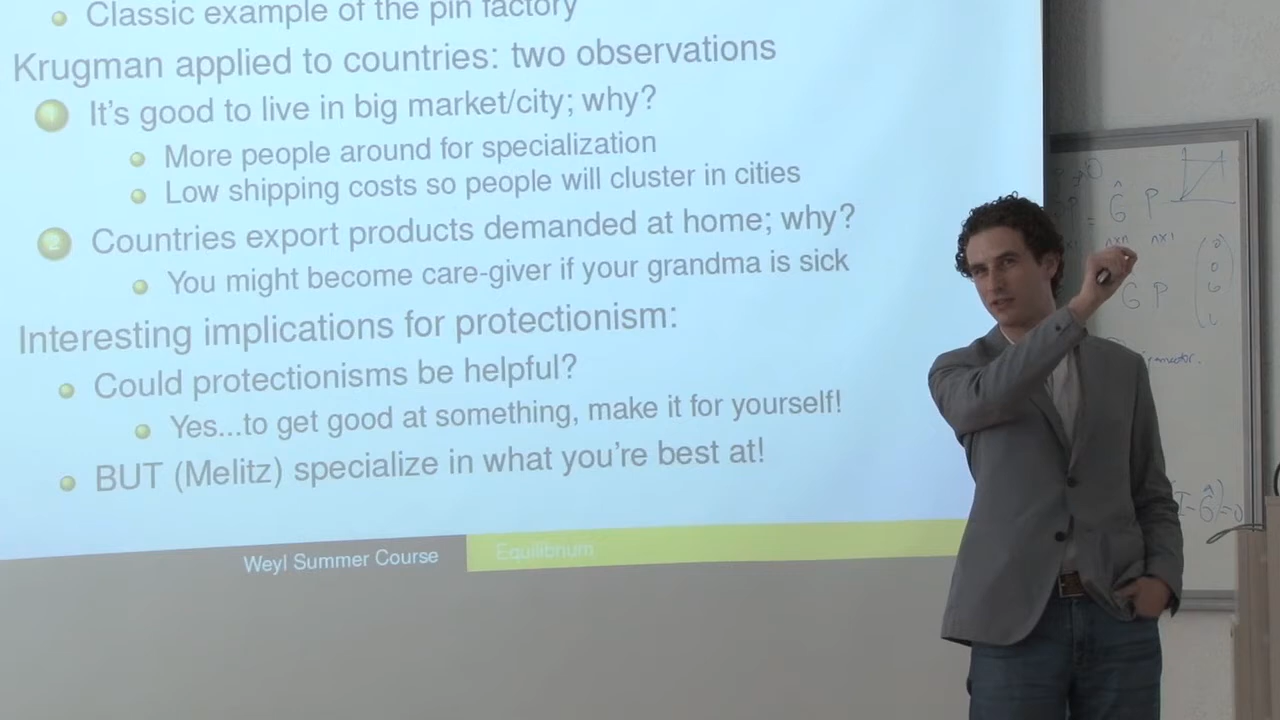 Classic example of the pin factory
Krugman applied to countries: two observations
1 It's good to live in big market/city; why?
More people around for specialization
Low shipping costs so people will cluster in cities
2 Countries export products demanded at home; why?
You might become care-giver if your grandma is sick
Interesting implications for protectionism:
Could protectionisms be helpful?
Yes...to get good at something, make it for yourself!
BUT (Melitz) specialize in what you're best at!
Weyl Summer Course
Equilibrium
P = Ĝ P
nxn nx1
G P